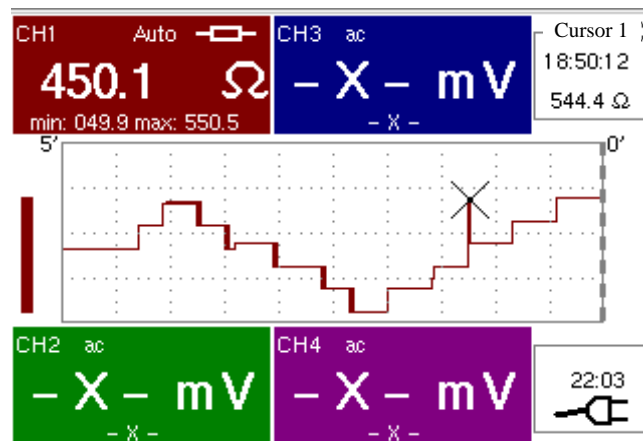 CH1 Auto
450.1 Ω
min: 049.9 max: 550.5
CH3 ac
- X - mV
- X -
Cursor 1
18:50:12
544.4 Ω
5' 0'
CH2 ac
- X - mV
- X -
CH4 ac
- X - mV
- X -
22:03